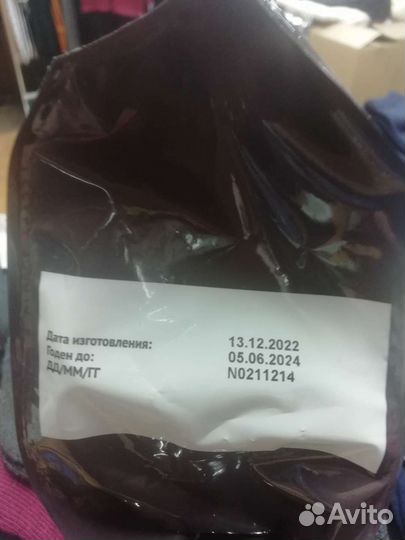 Дата изготовления: 13.12.2022
Годен до: 05.06.2024
ДД/ММ/ГГ N0211214
Avito